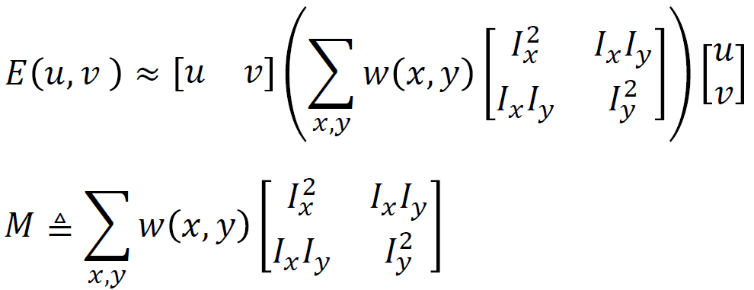 E(u, v) ≈ [u v] (∑_{x,y} w(x, y) [I_x^2 I_xI_y; I_xI_y I_y^2]) [u; v]
M ≜ ∑_{x,y} w(x, y) [I_x^2 I_xI_y; I_xI_y I_y^2]